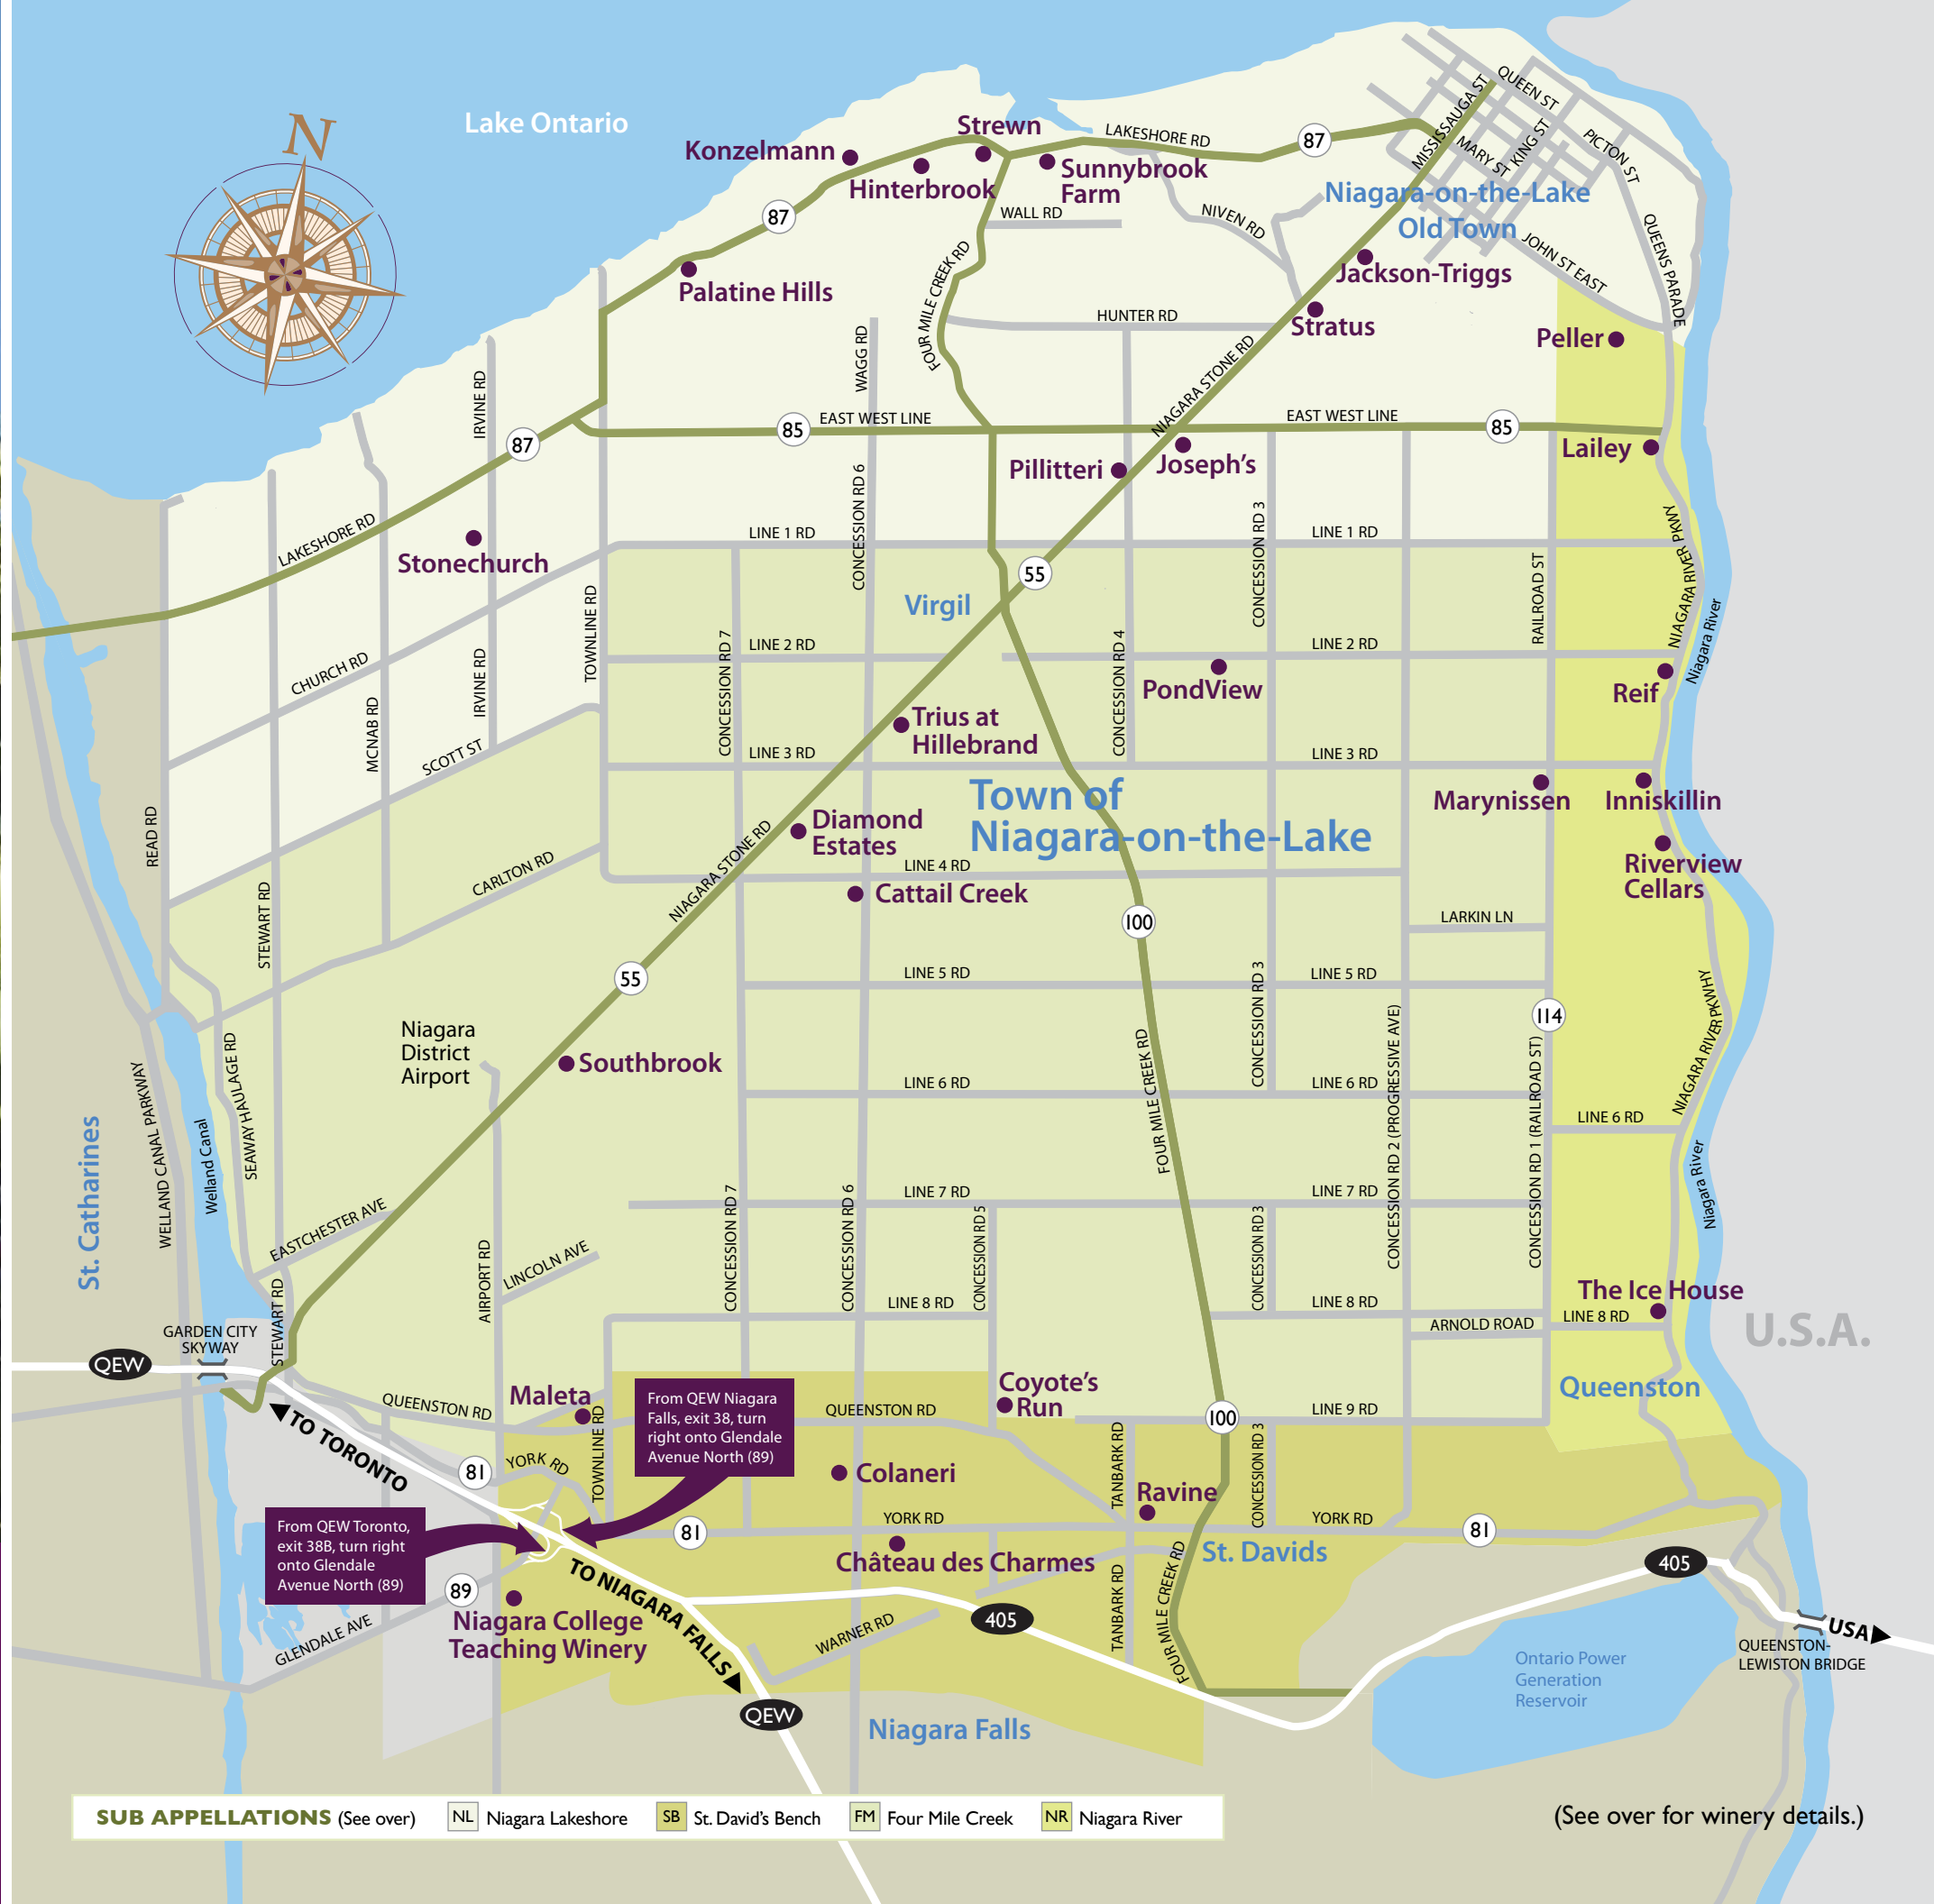 N
Lake Ontario
Konzelmann
Hinterbrook
Strewn
Sunnybrook
Farm
LAKESHORE RD
87
87
WALL RD
NIVEN RD
MISSISSAUGA ST
QUEEN ST
MARY ST
KING ST
PICTON ST
QUEENS PARADE
JOHN ST EAST
Niagara-on-the-Lake
Old Town
Jackson-Triggs
Stratus
Peller
Palatine Hills
FOUR MILE CREEK RD
HUNTER RD
NIAGARA STONE RD
WAGG RD
IRVINE RD
87
85
EAST WEST LINE
EAST WEST LINE
85
Lailey
Pillitteri
Joseph's
Stonechurch
LAKESHORE RD
CONCESSION RD 6
CONCESSION RD 3
LINE 1 RD
LINE 1 RD
RAILROAD ST
NIAGARA RIVER PKWY
Niagara River
55
Virgil
TOWNLINE RD
CHURCH RD
MCNAB RD
IRVINE RD
SCOTT ST
CONCESSION RD 7
LINE 2 RD
CONCESSION RD 4
LINE 2 RD
PondView
Reif
Trius at
Hillebrand
LINE 3 RD
LINE 3 RD
Town of
Niagara-on-the-Lake
Marynissen
Inniskillin
Riverview
Cellars
READ RD
STEWART RD
CARLTON RD
NIAGARA STONE RD
Diamond
Estates
LINE 4 RD
Cattail Creek
100
LARKIN LN
55
LINE 5 RD
CONCESSION RD 3
LINE 5 RD
114
NIAGARA RIVER PKWHY
Niagara
District
Airport
Southbrook
FOUR MILE CREEK RD
LINE 6 RD
LINE 6 RD
LINE 6 RD
CONCESSION RD 2 (PROGRESSIVE AVE)
CONCESSION RD 1 (RAILROAD ST)
Niagara River
St. Catharines
WELLAND CANAL PARKWAY
Welland Canal
SEAWAY HAULAGE RD
EASTCHESTER AVE
AIRPORT RD
LINCOLN AVE
CONCESSION RD 7
CONCESSION RD 6
LINE 7 RD
CONCESSION RD 5
CONCESSION RD 3
LINE 7 RD
LINE 8 RD
LINE 8 RD
ARNOLD ROAD
The Ice House
LINE 8 RD
U.S.A.
GARDEN CITY
SKYWAY
STEWART RD
QEW
TO TORONTO
QUEENSTON RD
Maleta
TOWNLINE RD
From QEW Niagara
Falls, exit 38, turn
right onto Glendale
Avenue North (89)
QUEENSTON RD
Coyote's
Run
100
LINE 9 RD
Queenston
81
YORK RD
Colaneri
TANBARK RD
Ravine
CONCESSION RD 3
From QEW Toronto,
exit 38B, turn right
onto Glendale
Avenue North (89)
81
YORK RD
YORK RD
81
Château des Charmes
St. Davids
405
89
GLENDALE AVE
Niagara College
Teaching Winery
TO NIAGARA FALLS
WARNER RD
405
TANBARK RD
FOUR MILE CREEK RD
USA
QUEENSTON-
LEWISTON BRIDGE
Ontario Power
Generation
Reservoir
QEW
Niagara Falls
SUB APPELLATIONS (See over) NL Niagara Lakeshore SB St. David's Bench FM Four Mile Creek NR Niagara River
(See over for winery details.)